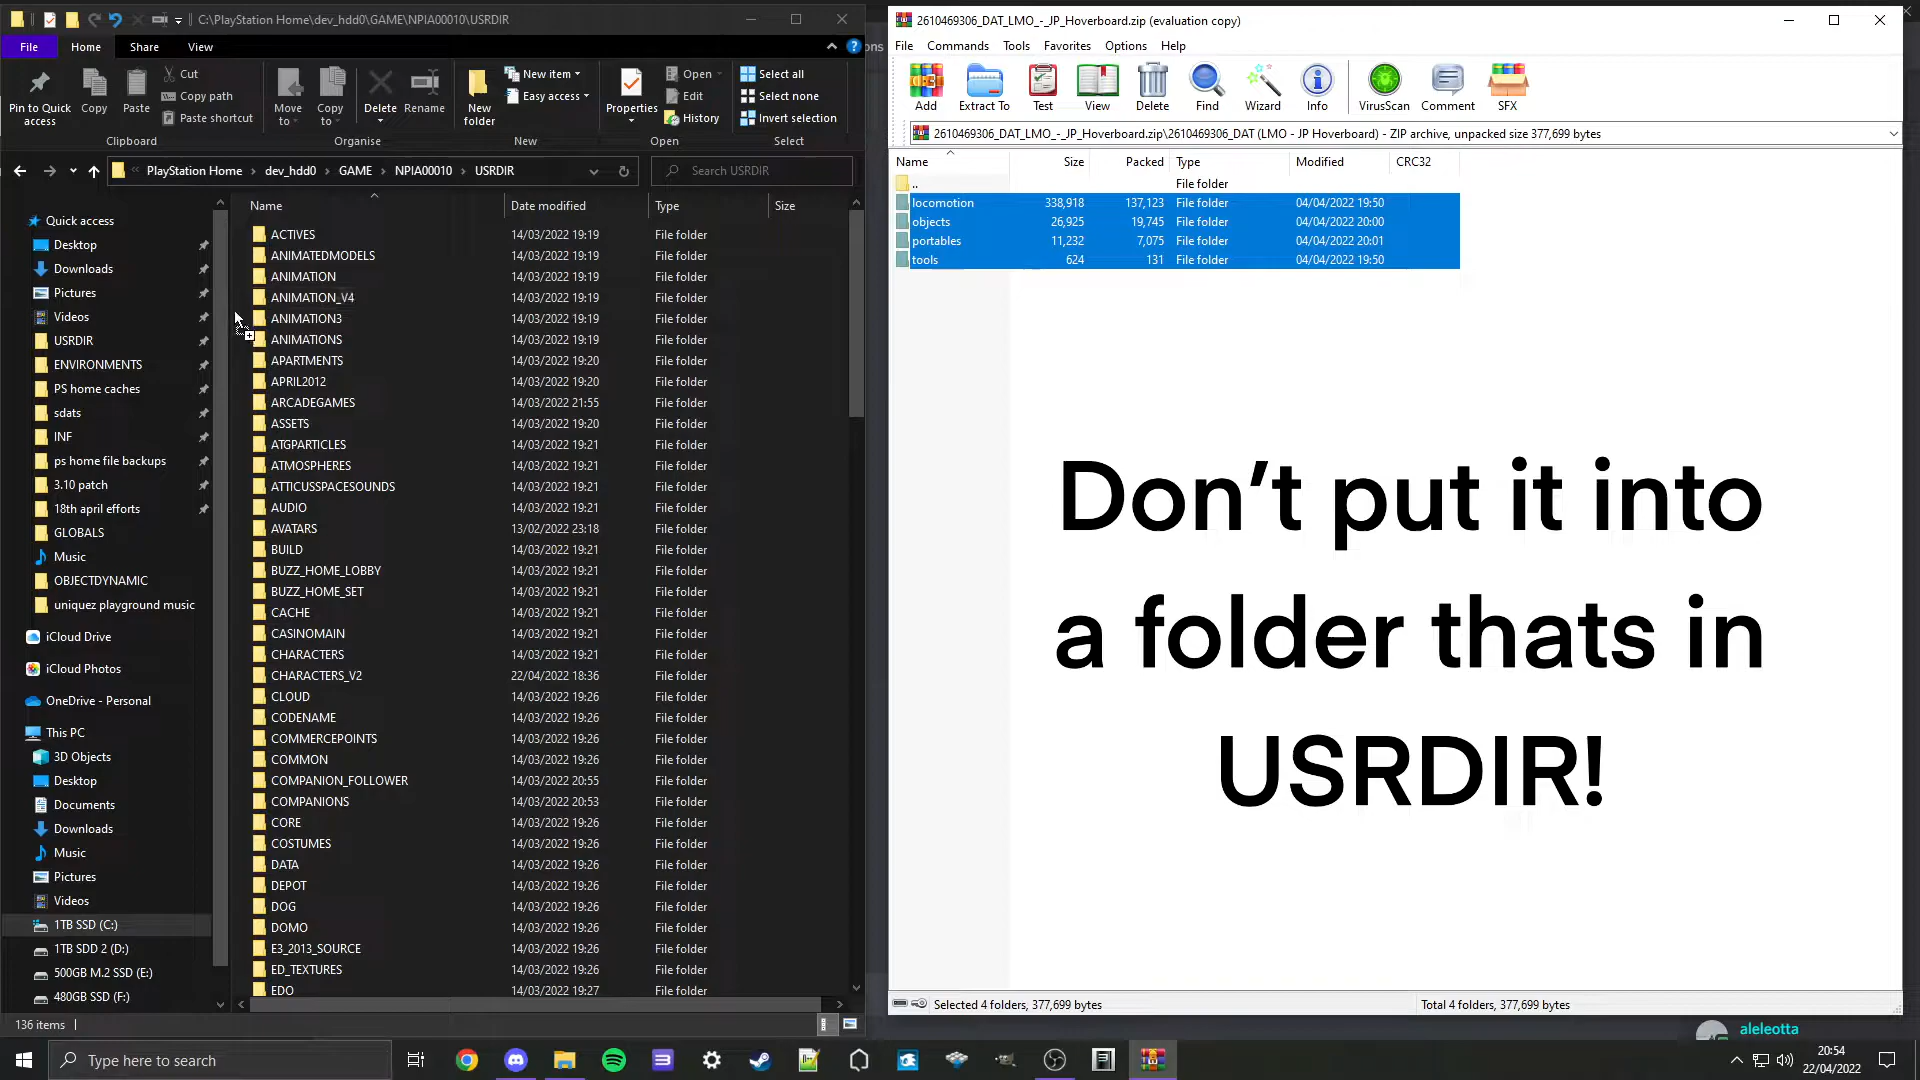 C:\PlayStation Home\dev_hdd0\GAME\NPIA00010\USRDIR
File
Home
Share
View
Pin to Quick access
Copy
Paste
Cut
Copy path
Paste shortcut
Clipboard
Move to
Copy to
Delete
Rename
Organise
New folder
New item
Easy access
New
Properties
Open
Edit
History
Open
Select all
Select none
Invert selection
Select
PlayStation Home › dev_hdd0 › GAME › NPIA00010 › USRDIR
Search USRDIR
Quick access
Desktop
Downloads
Pictures
Videos
USRDIR
ENVIRONMENTS
PS home caches
sdats
INF
ps home file backups
3.10 patch
18th april efforts
GLOBALS
Music
OBJECTDYNAMIC
uniquez playground music
iCloud Drive
iCloud Photos
OneDrive - Personal
This PC
3D Objects
Desktop
Documents
Downloads
Music
Pictures
Videos
1TB SSD (C:)
1TB SDD 2 (D:)
500GB M.2 SSD (E:)
480GB SSD (F:)
Name Date modified Type Size
ACTIVES 14/03/2022 19:19 File folder
ANIMATEDMODELS 14/03/2022 19:19 File folder
ANIMATION 14/03/2022 19:19 File folder
ANIMATION_V4 14/03/2022 19:19 File folder
ANIMATION3 14/03/2022 19:19 File folder
ANIMATIONS 14/03/2022 19:19 File folder
APARTMENTS 14/03/2022 19:20 File folder
APRIL2012 14/03/2022 19:20 File folder
ARCADEGAMES 14/03/2022 21:55 File folder
ASSETS 14/03/2022 19:20 File folder
ATGPARTICLES 14/03/2022 19:21 File folder
ATMOSPHERES 14/03/2022 19:21 File folder
ATTICUSSPACESOUNDS 14/03/2022 19:21 File folder
AUDIO 14/03/2022 19:21 File folder
AVATARS 13/02/2022 23:18 File folder
BUILD 14/03/2022 19:21 File folder
BUZZ_HOME_LOBBY 14/03/2022 19:21 File folder
BUZZ_HOME_SET 14/03/2022 19:21 File folder
CACHE 14/03/2022 19:21 File folder
CASINOMAIN 14/03/2022 19:21 File folder
CHARACTERS 14/03/2022 19:21 File folder
CHARACTERS_V2 22/04/2022 18:36 File folder
CLOUD 14/03/2022 19:26 File folder
CODENAME 14/03/2022 19:26 File folder
COMMERCEPOINTS 14/03/2022 19:26 File folder
COMMON 14/03/2022 19:26 File folder
COMPANION_FOLLOWER 14/03/2022 20:55 File folder
COMPANIONS 14/03/2022 20:53 File folder
CORE 14/03/2022 19:26 File folder
COSTUMES 14/03/2022 19:26 File folder
DATA 14/03/2022 19:26 File folder
DEPOT 14/03/2022 19:26 File folder
DOG 14/03/2022 19:26 File folder
DOMO 14/03/2022 19:26 File folder
E3_2013_SOURCE 14/03/2022 19:26 File folder
ED_TEXTURES 14/03/2022 19:26 File folder
EDO 14/03/2022 19:27 File folder
136 items
ons
2610469306_DAT_LMO_-_JP_Hoverboard.zip (evaluation copy)
File Commands Tools Favorites Options Help
Add
Extract To
Test
View
Delete
Find
Wizard
Info
VirusScan
Comment
SFX
2610469306_DAT_LMO_-_JP_Hoverboard.zip\2610469306_DAT (LMO - JP Hoverboard) - ZIP archive, unpacked size 377,699 bytes
Name Size Packed Type Modified CRC32
.. File folder
locomotion 338,918 137,123 File folder 04/04/2022 19:50
objects 26,925 19,745 File folder 04/04/2022 20:00
portables 11,232 7,075 File folder 04/04/2022 20:01
tools 624 131 File folder 04/04/2022 19:50
Don't put it into
a folder thats in
USRDIR!
Selected 4 folders, 377,699 bytes
Total 4 folders, 377,699 bytes
aleleotta
Type here to search
20:54
22/04/2022